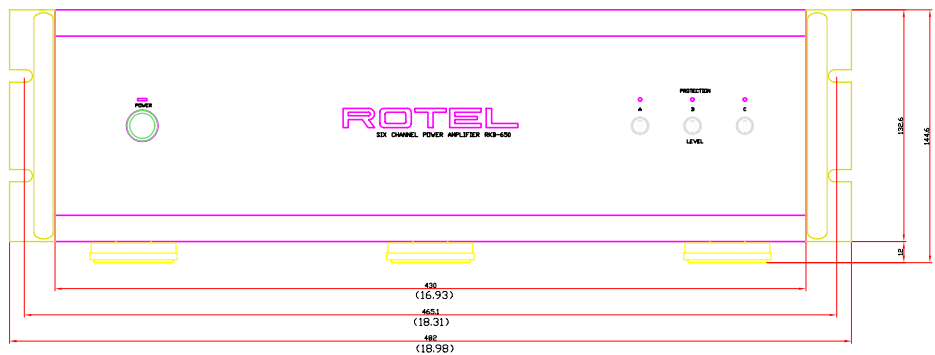 POWER
ROTEL
SIX CHANNEL POWER AMPLIFIER RKB-650
PROTECTION
A B C
LEVEL
132.6
144.6
12
430
(16.93)
465.1
(18.31)
482
(18.98)